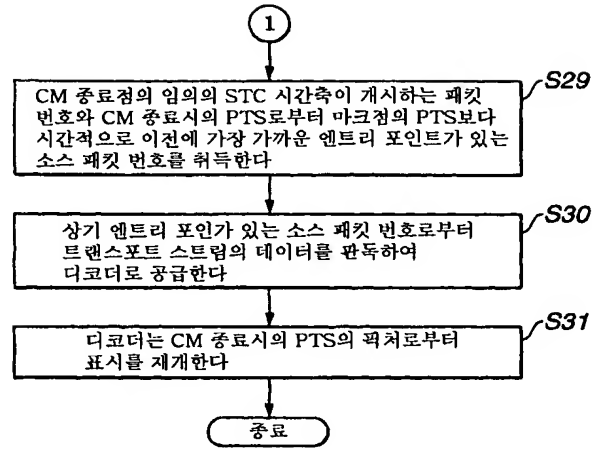 1
S29
CM 종료점의 임의의 STC 시간축이 개시하는 패킷
번호와 CM 종료시의 PTS로부터 마크점의 PTS보다
시간적으로 이전에 가장 가까운 엔트리 포인트가 있는
소스 패킷 번호를 취득한다
S30
상기 엔트리 포인가 있는 소스 패킷 번호로부터
트랜스포트 스트림의 데이터를 판독하여
디코더로 공급한다
S31
디코더는 CM 종료시의 PTS의 픽처로부터
표시를 재개한다
종료